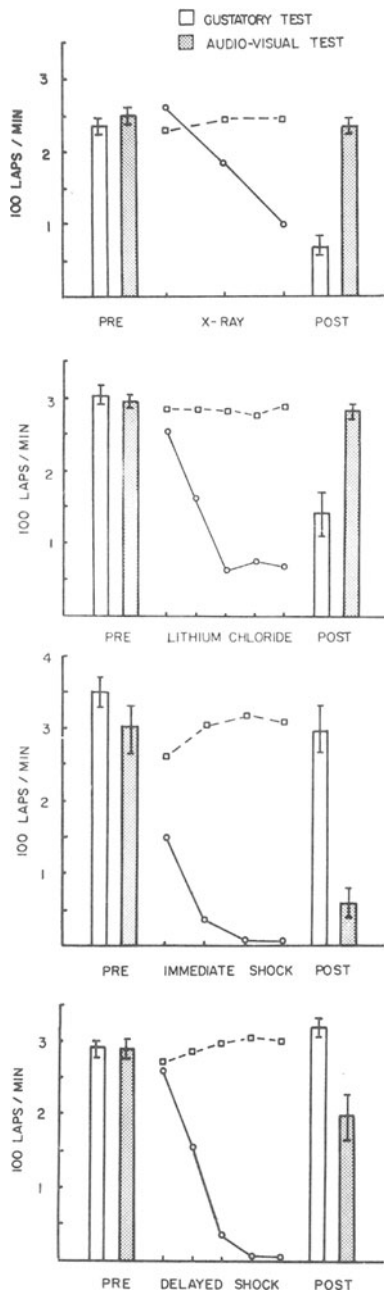 GUSTATORY TEST
AUDIO-VISUAL TEST
100 LAPS / MIN
3
2
1
PRE X-RAY POST
100 LAPS / MIN
3
2
1
PRE LITHIUM CHLORIDE POST
100 LAPS / MIN
4
3
2
1
PRE IMMEDIATE SHOCK POST
100 LAPS / MIN
3
2
1
PRE DELAYED SHOCK POST